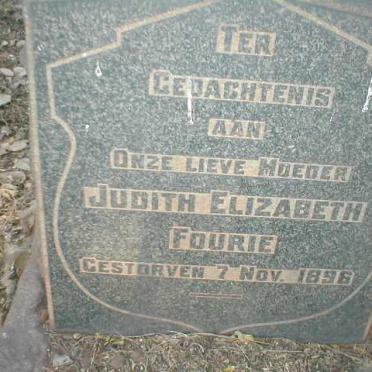 TER
GEDACHTENIS
AAN
ONZE LIEVE MOEDER
JUDITH ELIZABETH
FOURIE
GESTORVEN 7 NOV. 1896